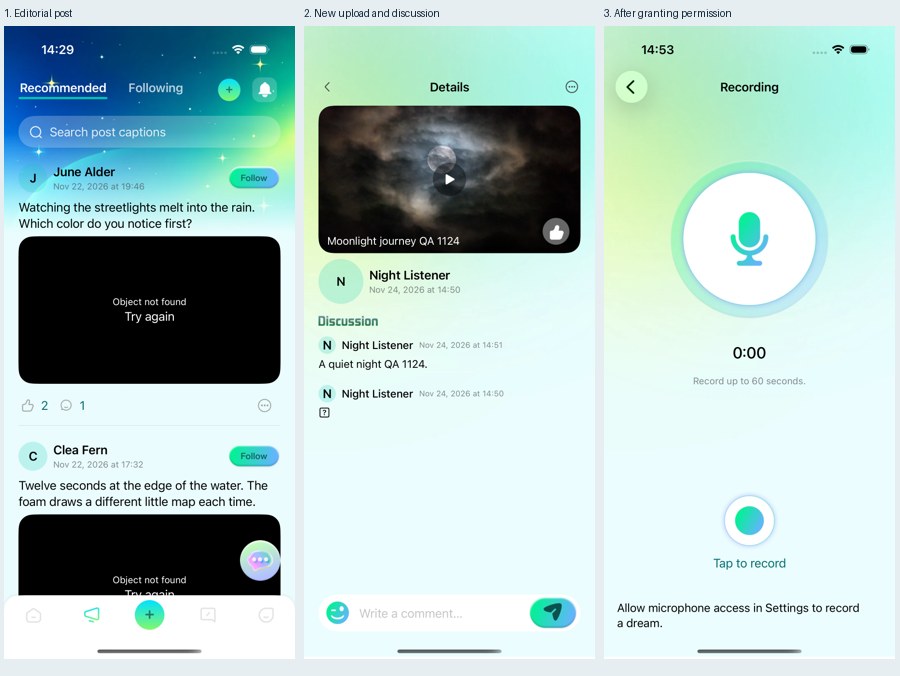 1. Editorial post
14:29
Recommended
Following
Search post captions
J
June Alder
Nov 22, 2026 at 19:46
Follow
Watching the streetlights melt into the rain.
Which color do you notice first?
Object not found
Try again
2
1
C
Clea Fern
Nov 22, 2026 at 17:32
Follow
Twelve seconds at the edge of the water. The
foam draws a different little map each time.
Object not found
Try again
2. New upload and discussion
Details
Moonlight journey QA 1124
N
Night Listener
Nov 24, 2026 at 14:50
Discussion
N
Night Listener
Nov 24, 2026 at 14:51
A quiet night QA 1124.
N
Night Listener
Nov 24, 2026 at 14:50
Write a comment...
3. After granting permission
14:53
Recording
0:00
Record up to 60 seconds.
Tap to record
Allow microphone access in Settings to record
a dream.